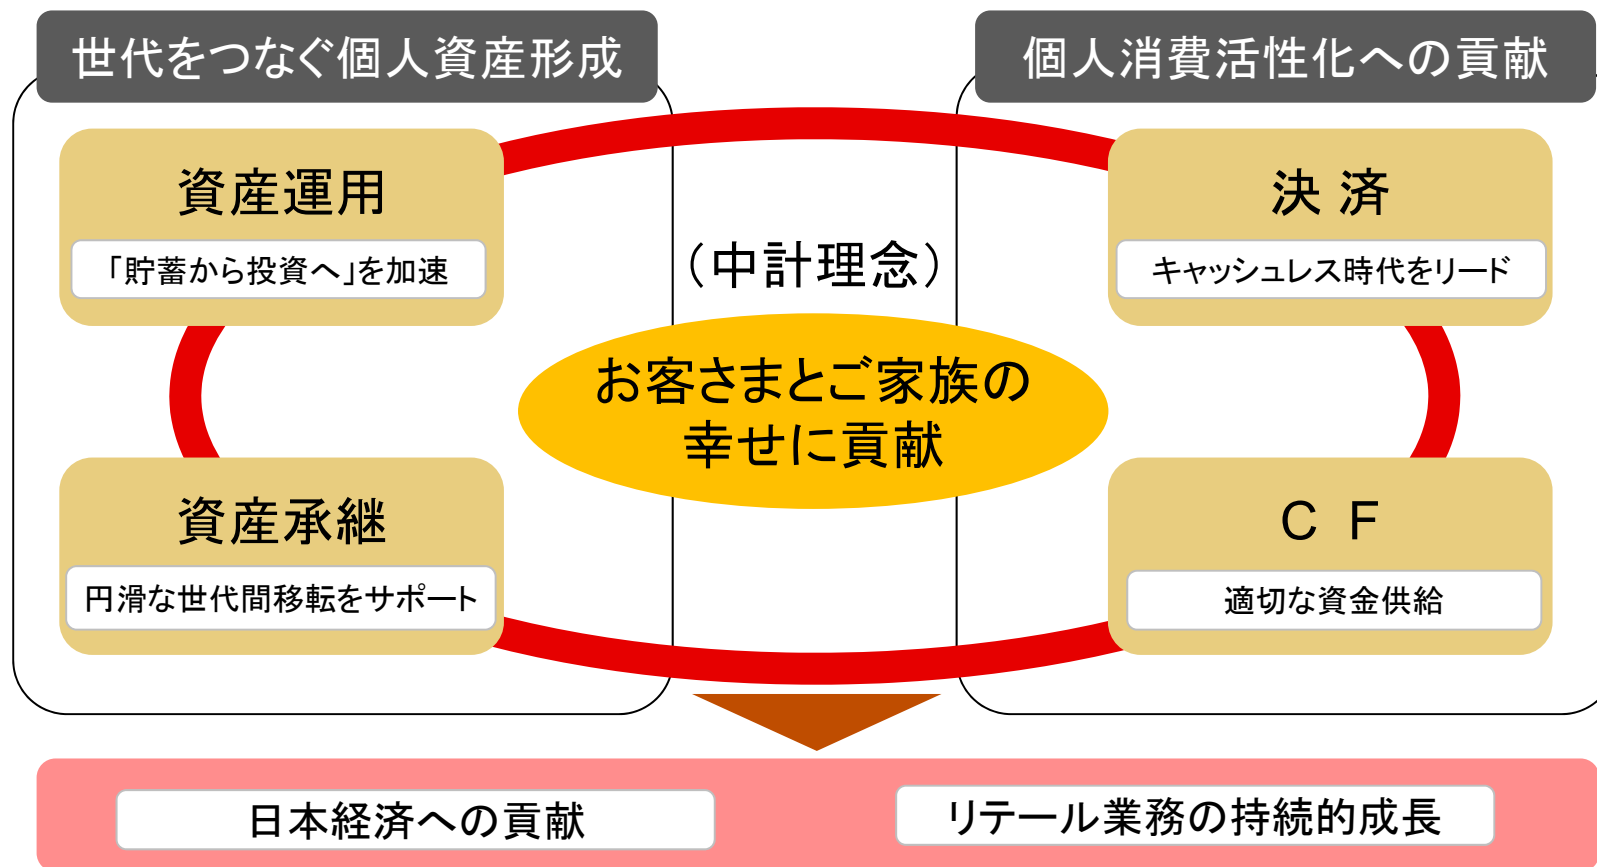 世代をつなぐ個人資産形成
個人消費活性化への貢献
資産運用
「貯蓄から投資へ」を加速
決 済
キャッシュレス時代をリード
（中計理念）
お客さまとご家族の
幸せに貢献
資産承継
円滑な世代間移転をサポート
Ｃ Ｆ
適切な資金供給
日本経済への貢献
リテール業務の持続的成長